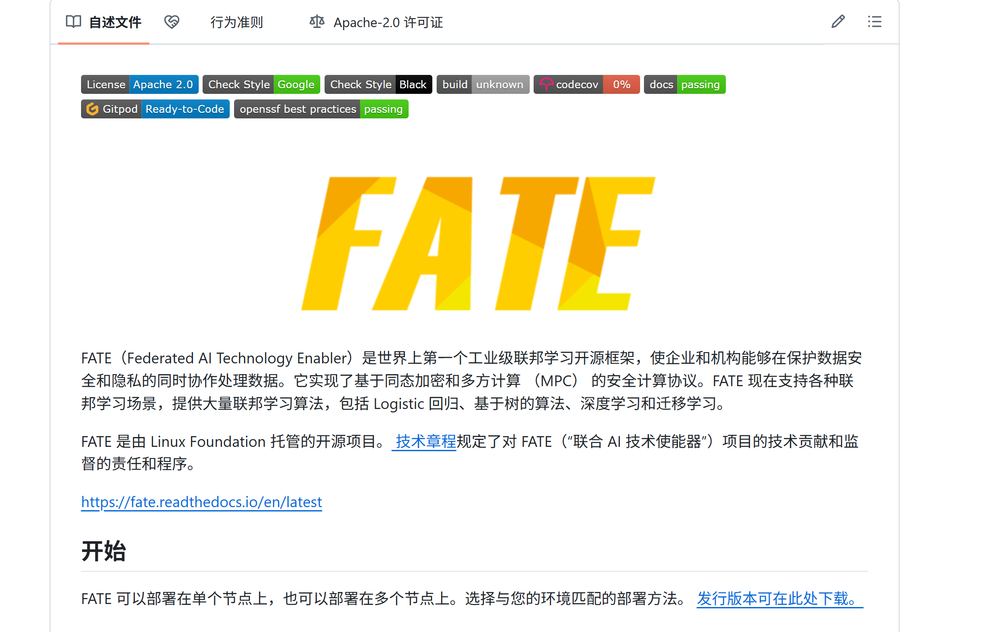 自述文件 行为准则 Apache-2.0 许可证
License Apache 2.0 Check Style Google Check Style Black build unknown codecov 0% docs passing
Gitpod Ready-to-Code openssf best practices passing
FATE
FATE（Federated AI Technology Enabler）是世界上第一个工业级联邦学习开源框架，使企业和机构能够在保护数据安
全和隐私的同时协作处理数据。它实现了基于同态加密和多方计算 （MPC） 的安全计算协议。FATE 现在支持各种联
邦学习场景，提供大量联邦学习算法，包括 Logistic 回归、基于树的算法、深度学习和迁移学习。
FATE 是由 Linux Foundation 托管的开源项目。 技术章程规定了对 FATE（“联合 AI 技术使能器”）项目的技术贡献和监
督的责任和程序。
https://fate.readthedocs.io/en/latest
开始
FATE 可以部署在单个节点上，也可以部署在多个节点上。选择与您的环境匹配的部署方法。 发行版本可在此处下载。